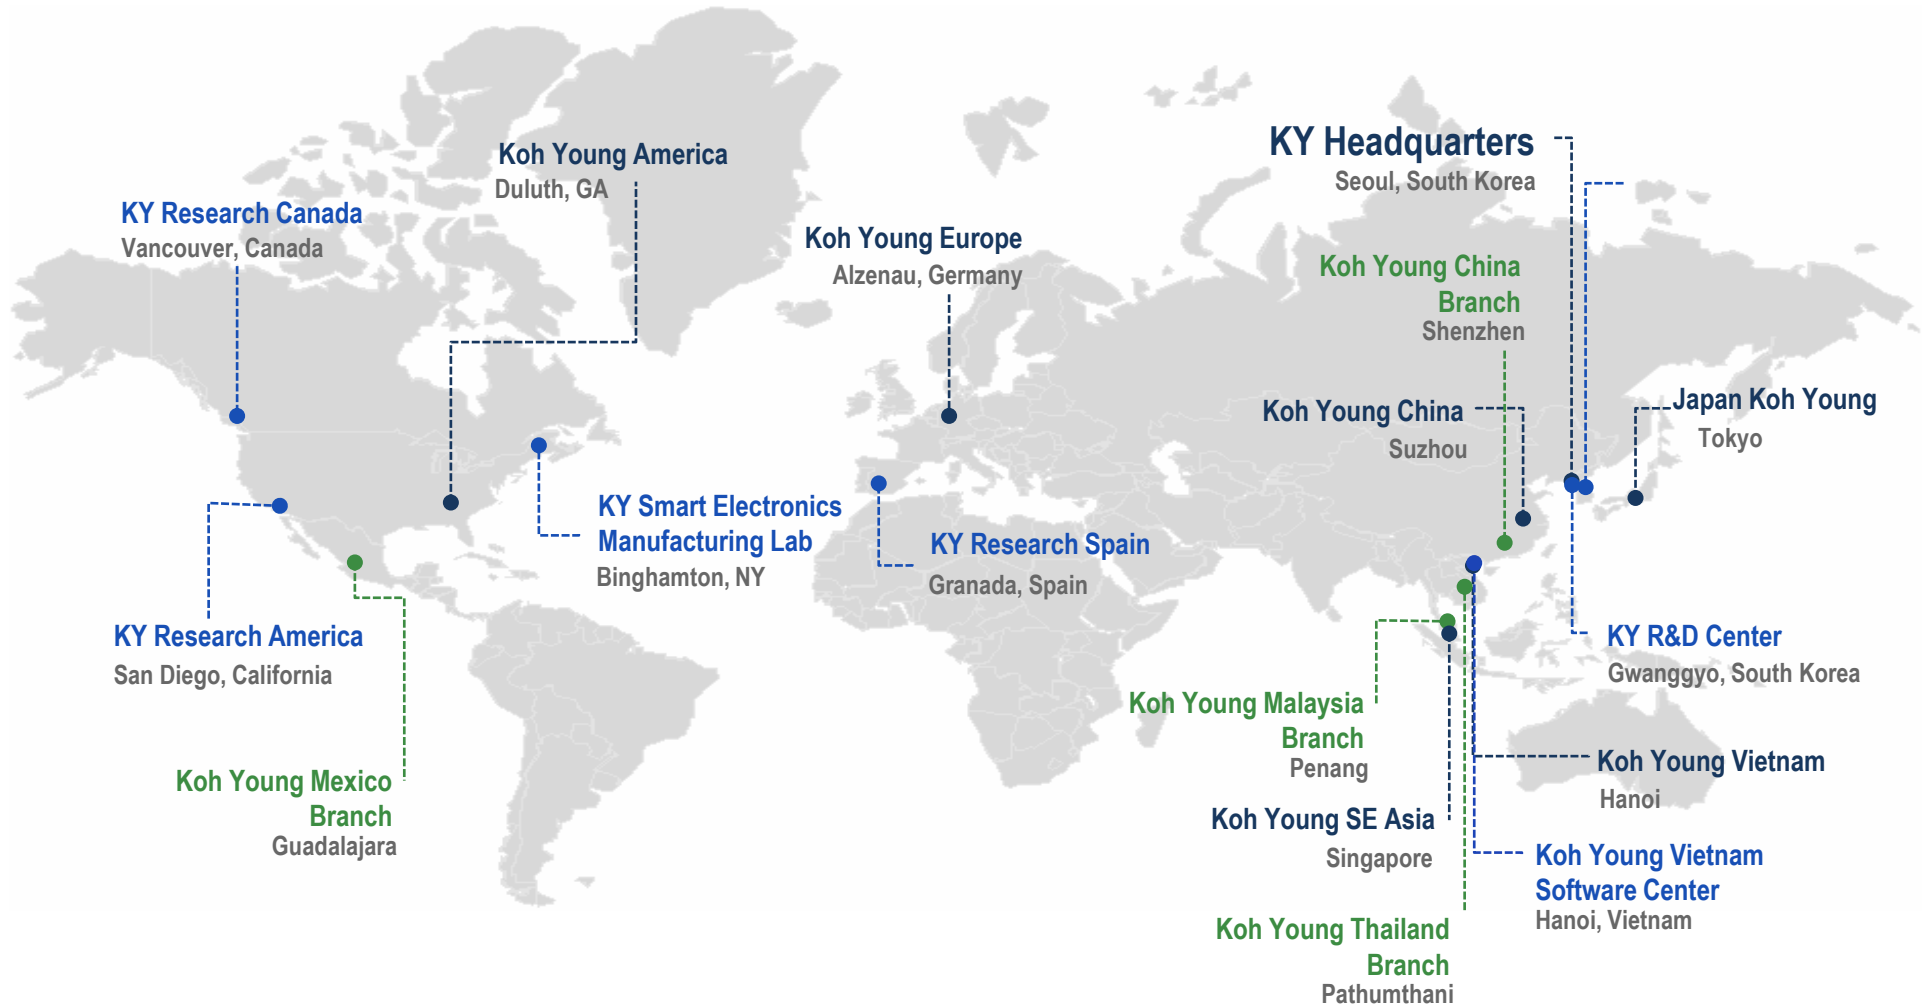 KY Headquarters
Seoul, South Korea
Koh Young America
Duluth, GA
KY Research Canada
Vancouver, Canada
Koh Young Europe
Alzenau, Germany
Koh Young China
Branch
Shenzhen
Koh Young China
Suzhou
Japan Koh Young
Tokyo
KY Smart Electronics
Manufacturing Lab
Binghamton, NY
KY Research Spain
Granada, Spain
KY Research America
San Diego, California
KY R&D Center
Gwanggyo, South Korea
Koh Young Malaysia
Branch
Penang
Koh Young Vietnam
Hanoi
Koh Young Mexico
Branch
Guadalajara
Koh Young SE Asia
Singapore
Koh Young Vietnam
Software Center
Hanoi, Vietnam
Koh Young Thailand
Branch
Pathumthani